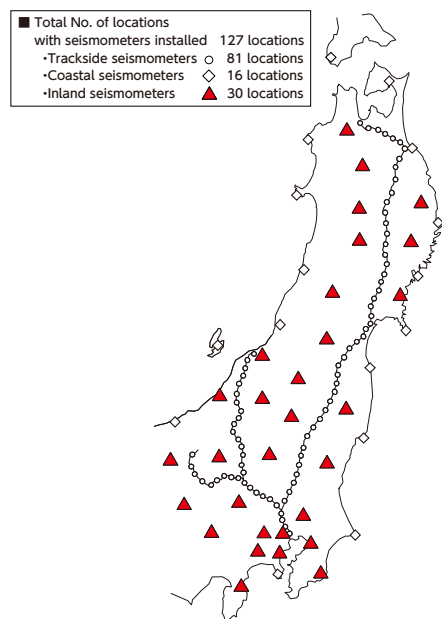 ■ Total No. of locations
with seismometers installed 127 locations
・Trackside seismometers ○ 81 locations
・Coastal seismometers ◇ 16 locations
・Inland seismometers ▲ 30 locations